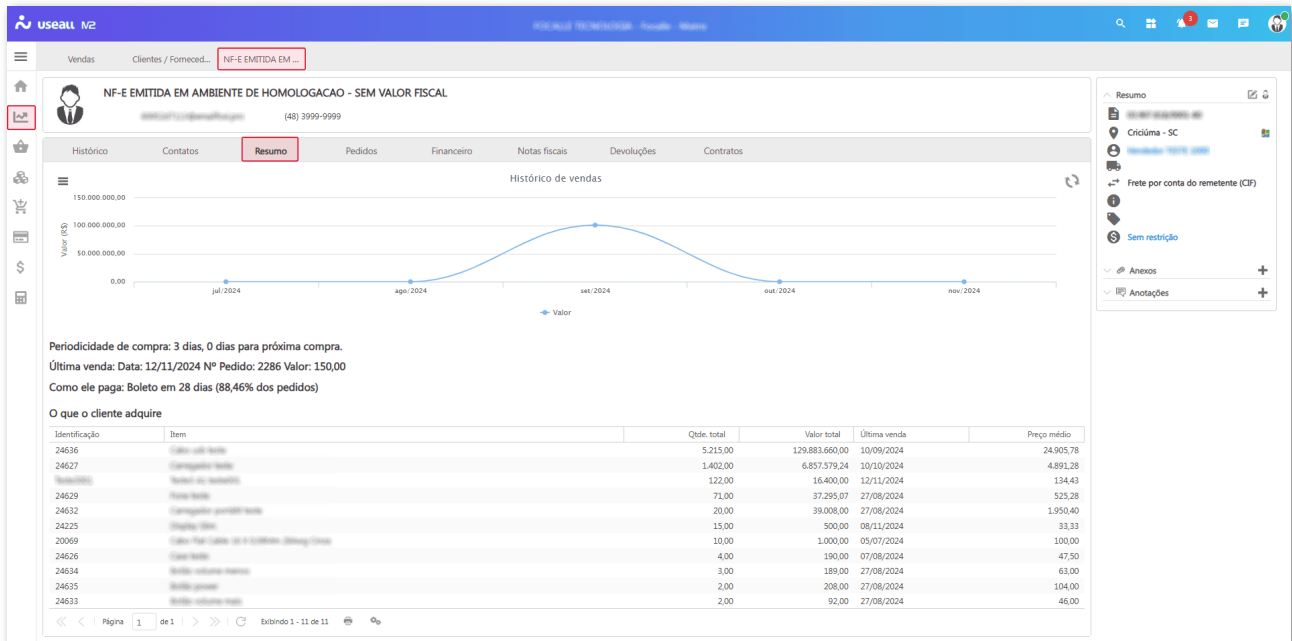 useall M2
FOCALLE TECNOLOGIA - Focalle - Matriz
3
Vendas Clientes / Forneced... NF-E EMITIDA EM ...
NF-E EMITIDA EM AMBIENTE DE HOMOLOGACAO - SEM VALOR FISCAL
(48) 3999-9999
Histórico Contatos Resumo Pedidos Financeiro Notas fiscais Devoluções Contratos
Histórico de vendas
Valor (R$)
150.000.000,00
100.000.000,00
50.000.000,00
0,00
jul/2024 ago/2024 set/2024 out/2024 nov/2024
Valor
Periodicidade de compra: 3 dias, 0 dias para próxima compra.
Última venda: Data: 12/11/2024 Nº Pedido: 2286 Valor: 150,00
Como ele paga: Boleto em 28 dias (88,46% dos pedidos)
O que o cliente adquire
Identificação Item Qtde. total Valor total Última venda Preço médio
24636 5.215,00 129.883.660,00 10/09/2024 24.905,78
24627 1.402,00 6.857.579,24 10/10/2024 4.891,28
122,00 16.400,00 12/11/2024 134,43
24629 71,00 37.295,07 27/08/2024 525,28
24632 20,00 39.008,00 27/08/2024 1.950,40
24225 15,00 500,00 08/11/2024 33,33
20069 10,00 1.000,00 05/07/2024 100,00
24626 4,00 190,00 07/08/2024 47,50
24634 3,00 189,00 27/08/2024 63,00
24635 2,00 208,00 27/08/2024 104,00
24633 2,00 92,00 27/08/2024 46,00
Página 1 de 1 Exibindo 1 - 11 de 11
Resumo
Criciúma - SC
Frete por conta do remetente (CIF)
Sem restrição
Anexos
Anotações